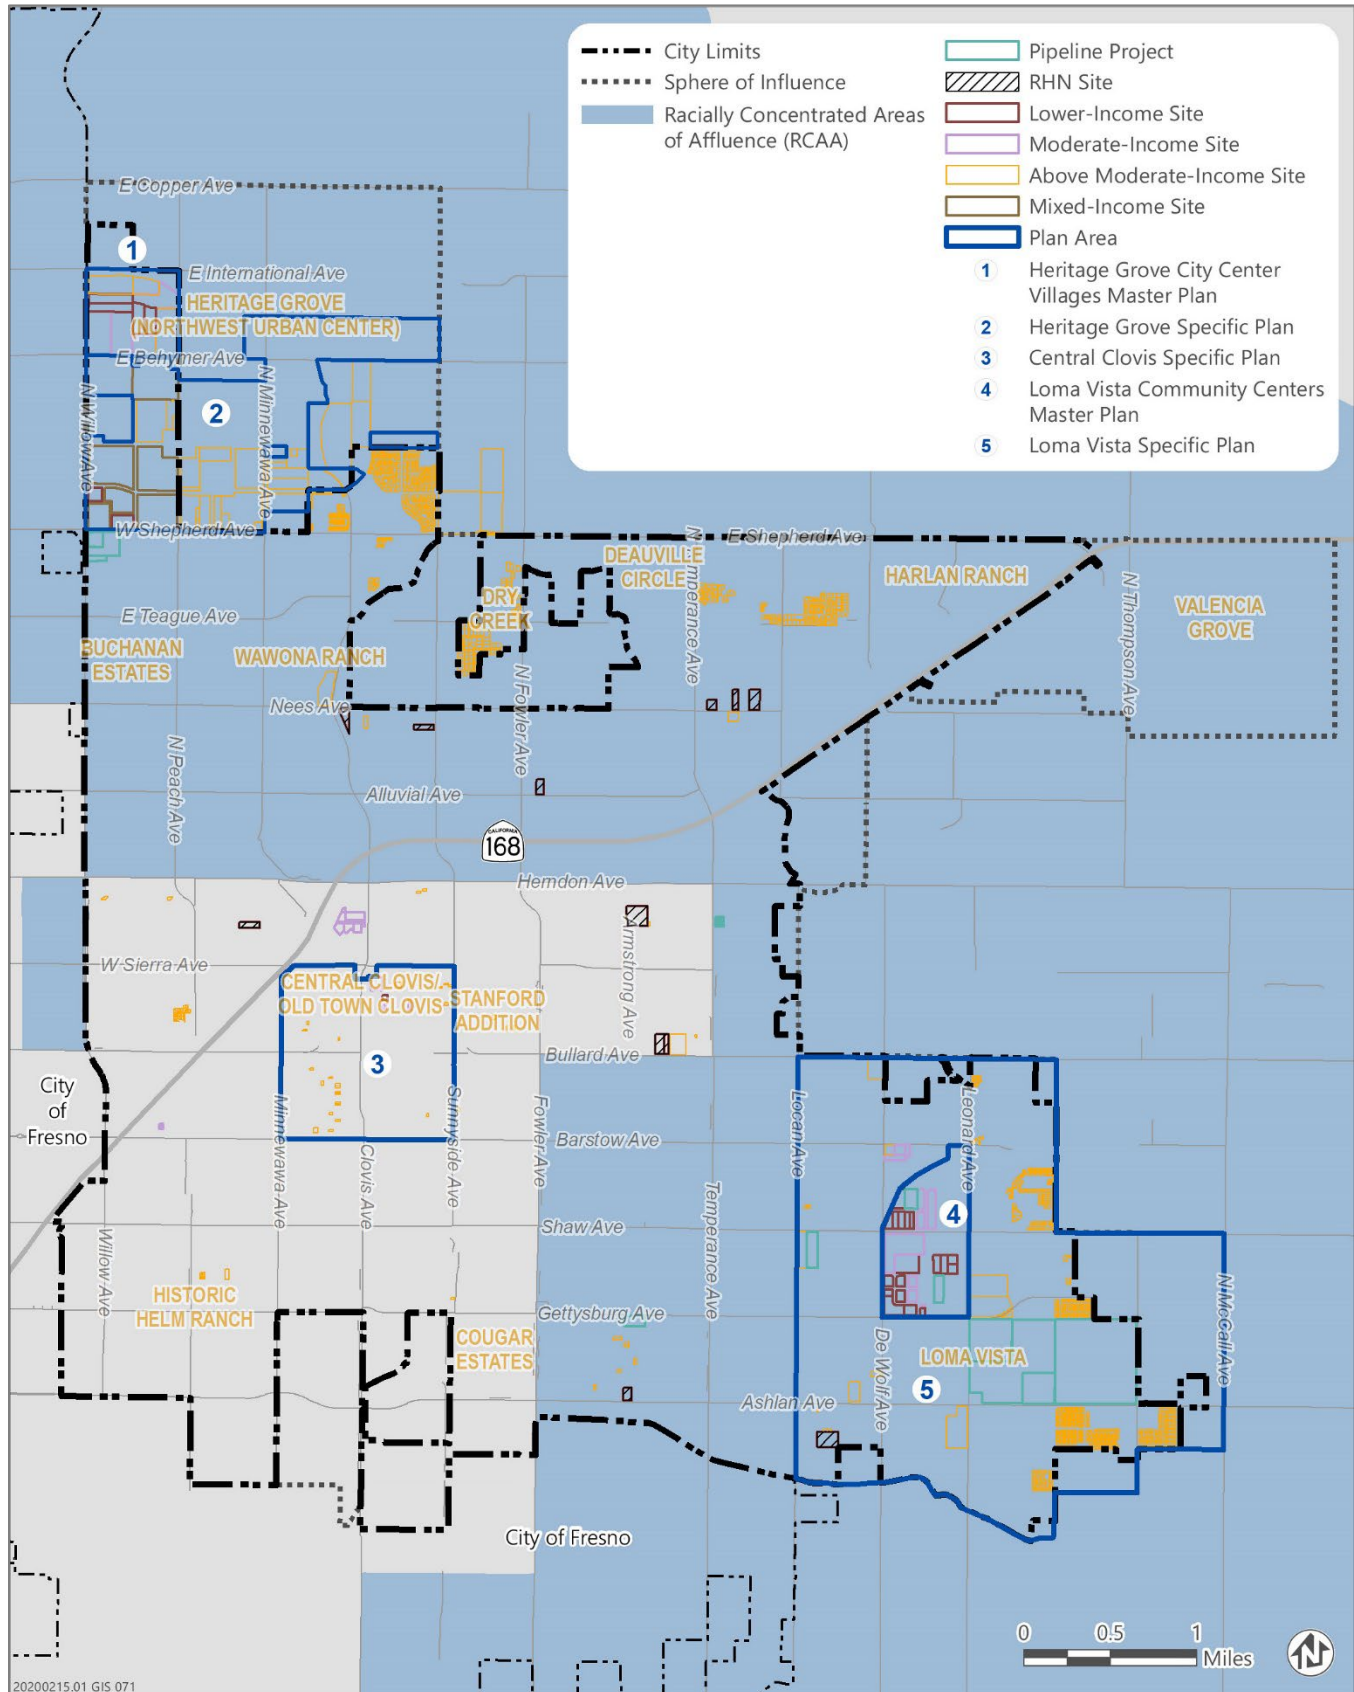 City Limits
Sphere of Influence
Racially Concentrated Areas
of Affluence (RCAA)
Pipeline Project
RHN Site
Lower-Income Site
Moderate-Income Site
Above Moderate-Income Site
Mixed-Income Site
Plan Area
1 Heritage Grove City Center
Villages Master Plan
2 Heritage Grove Specific Plan
3 Central Clovis Specific Plan
4 Loma Vista Community Centers
Master Plan
5 Loma Vista Specific Plan
E Copper Ave
1
E International Ave
HERITAGE GROVE
(NORTHWEST URBAN CENTER)
E Behymer Ave
N Willow Ave
N Minnewawa Ave
2
W Shepherd Ave
E Shepherd Ave
N Temperance Ave
DEAUVILLE
CIRCLE
HARLAN RANCH
N Thompson Ave
VALENCIA
GROVE
DRY
CREEK
E Teague Ave
BUCHANAN
ESTATES
WAWONA RANCH
N Fowler Ave
Nees Ave
N Peach Ave
Alluvial Ave
CALIFORNIA
168
Herndon Ave
W Sierra Ave
Armstrong Ave
CENTRAL CLOVIS/
OLD TOWN CLOVIS
STANFORD
ADDITION
Bullard Ave
3
City
of
Fresno
Minnewawa Ave
Clovis Ave
Sunnyside Ave
Fowler Ave
Barstow Ave
Locan Ave
Leonard Ave
Temperance Ave
4
Shaw Ave
Willow Ave
HISTORIC
HELM RANCH
Gettysburg Ave
N McCall Ave
COUGAR
ESTATES
De Wolf Ave
LOMA VISTA
5
Ashlan Ave
City of Fresno
0 0.5 1
Miles
N
20200215.01 GIS 071